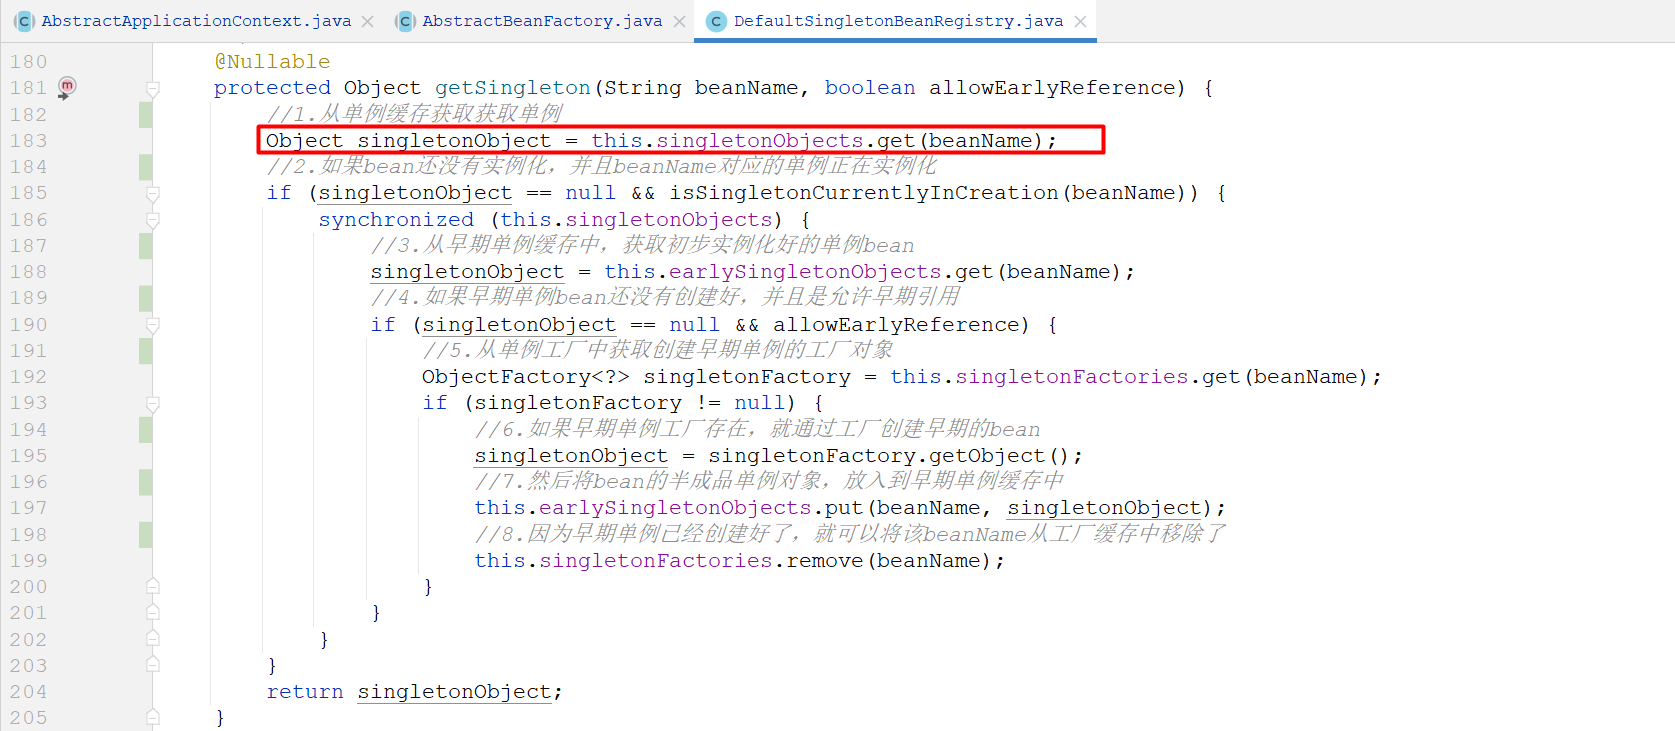 AbstractApplicationContext.java AbstractBeanFactory.java DefaultSingletonBeanRegistry.java
180 @Nullable
181 protected Object getSingleton(String beanName, boolean allowEarlyReference) {
182 //1.从单例缓存获取获取单例
183 Object singletonObject = this.singletonObjects.get(beanName);
184 //2.如果bean还没有实例化，并且beanName对应的单例正在实例化
185 if (singletonObject == null && isSingletonCurrentlyInCreation(beanName)) {
186 synchronized (this.singletonObjects) {
187 //3.从早期单例缓存中，获取初步实例化好的单例bean
188 singletonObject = this.earlySingletonObjects.get(beanName);
189 //4.如果早期单例bean还没有创建好，并且是允许早期引用
190 if (singletonObject == null && allowEarlyReference) {
191 //5.从单例工厂中获取创建早期单例的工厂对象
192 ObjectFactory<?> singletonFactory = this.singletonFactories.get(beanName);
193 if (singletonFactory != null) {
194 //6.如果早期单例工厂存在，就通过工厂创建早期的bean
195 singletonObject = singletonFactory.getObject();
196 //7.然后将bean的半成品单例对象，放入到早期单例缓存中
197 this.earlySingletonObjects.put(beanName, singletonObject);
198 //8.因为早期单例已经创建好了，就可以将该beanName从工厂缓存中移除了
199 this.singletonFactories.remove(beanName);
200 }
201 }
202 }
203 }
204 return singletonObject;
205 }